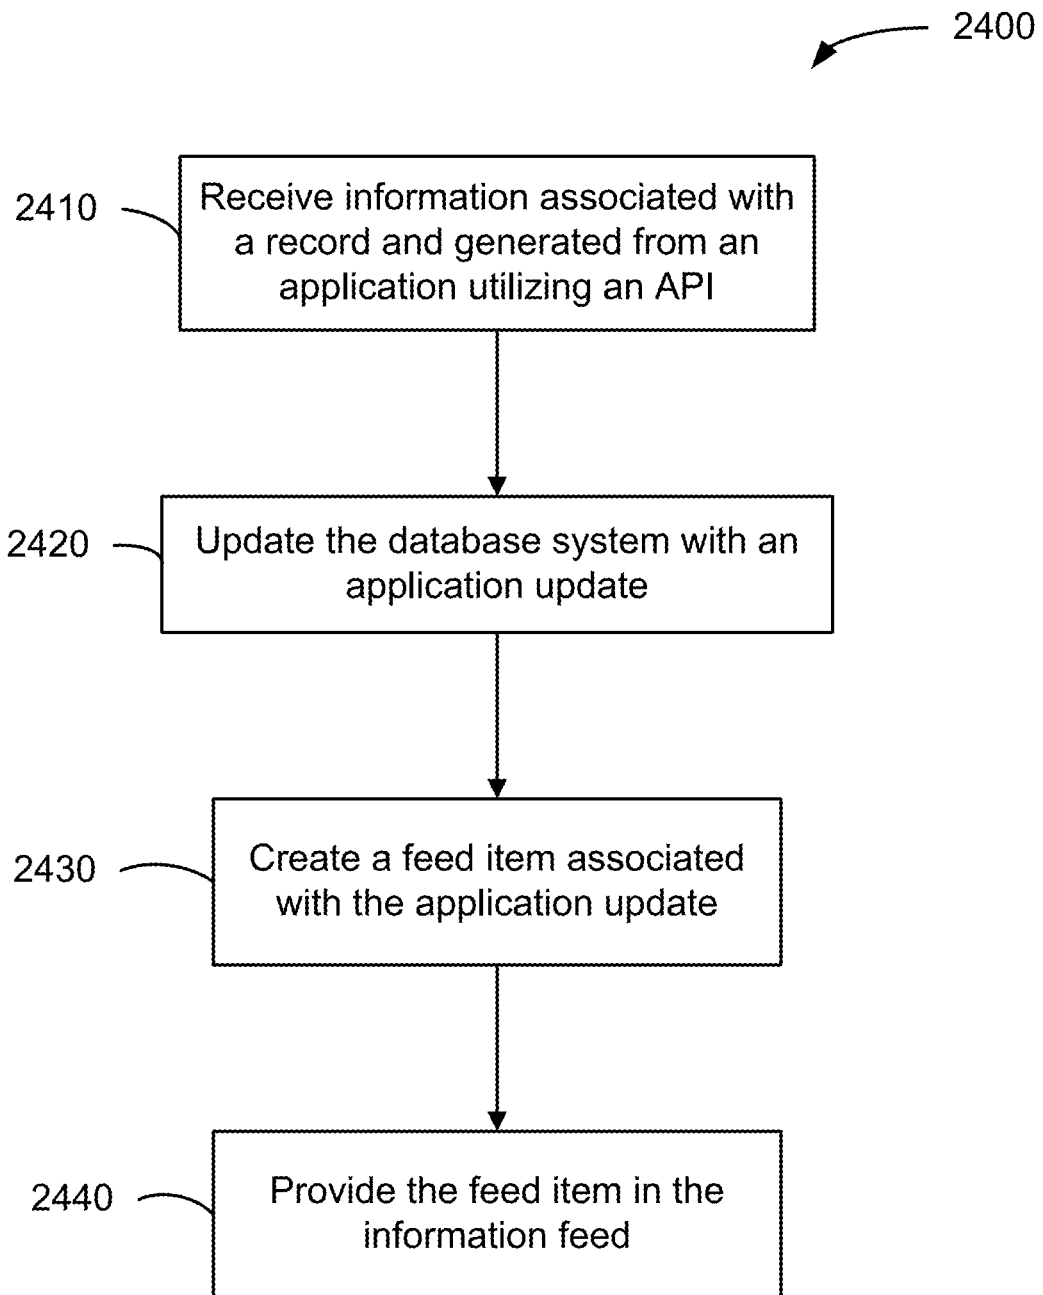 2400
2410
Receive information associated with
a record and generated from an
application utilizing an API
2420
Update the database system with an
application update
2430
Create a feed item associated
with the application update
2440
Provide the feed item in the
information feed